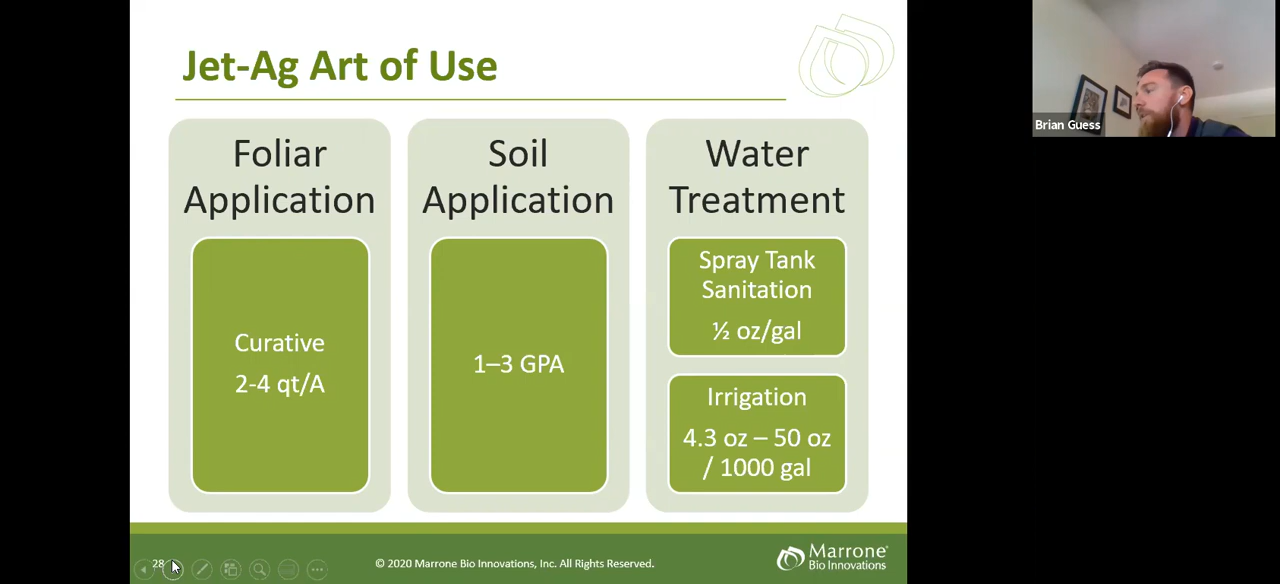 Jet-Ag Art of Use
Foliar
Application
Curative
2-4 qt/A
Soil
Application
1–3 GPA
Water
Treatment
Spray Tank
Sanitation
½ oz/gal
Irrigation
4.3 oz – 50 oz
/ 1000 gal
28
© 2020 Marrone Bio Innovations, Inc. All Rights Reserved.
Marrone®
Bio Innovations
Brian Guess